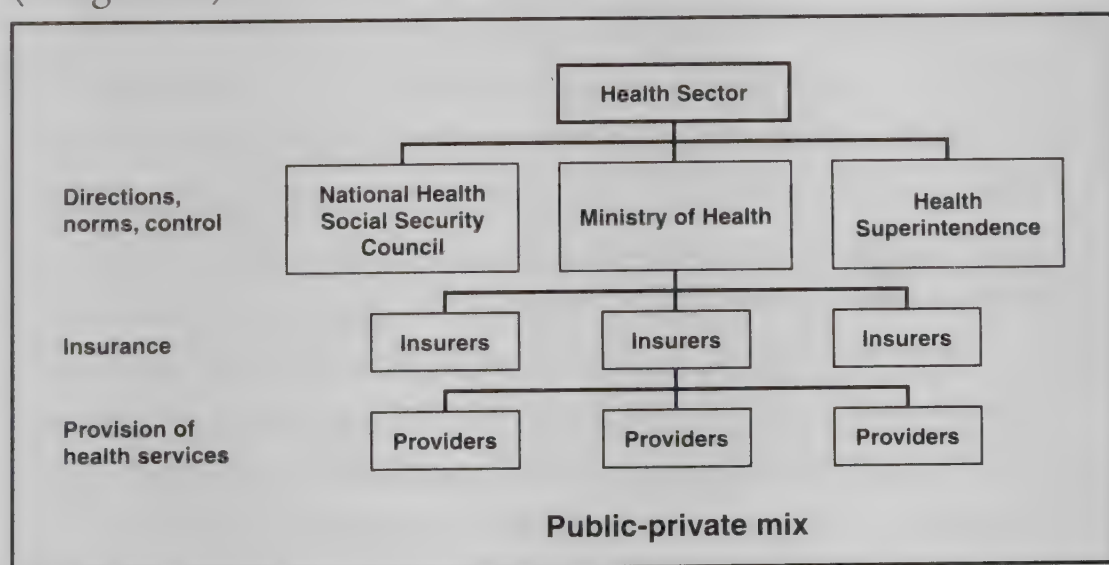 Health Sector
Directions,
norms, control
National Health
Social Security
Council
Ministry of Health
Health
Superintendence
Insurance
Insurers
Insurers
Insurers
Provision of
health services
Providers
Providers
Providers
Public-private mix